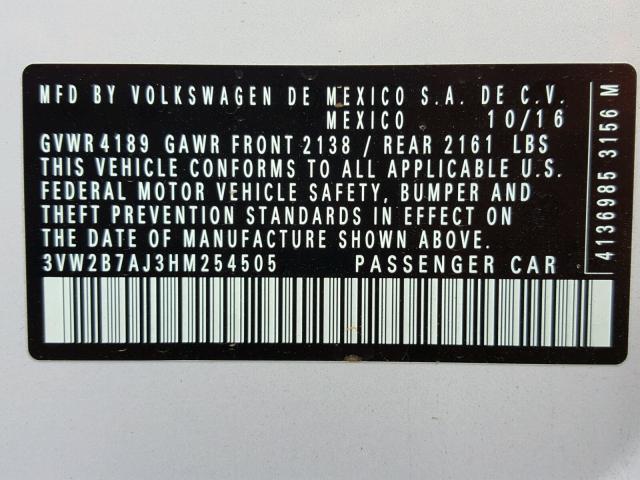 MFD BY VOLKSWAGEN DE MEXICO S.A. DE C.V.
MEXICO 10/16
GVWR 4189 GAWR FRONT 2138 / REAR 2161 LBS
THIS VEHICLE CONFORMS TO ALL APPLICABLE U.S.
FEDERAL MOTOR VEHICLE SAFETY, BUMPER AND
THEFT PREVENTION STANDARDS IN EFFECT ON
THE DATE OF MANUFACTURE SHOWN ABOVE.
3VW2B7AJ3HM254505 PASSENGER CAR
4136985 3156 M